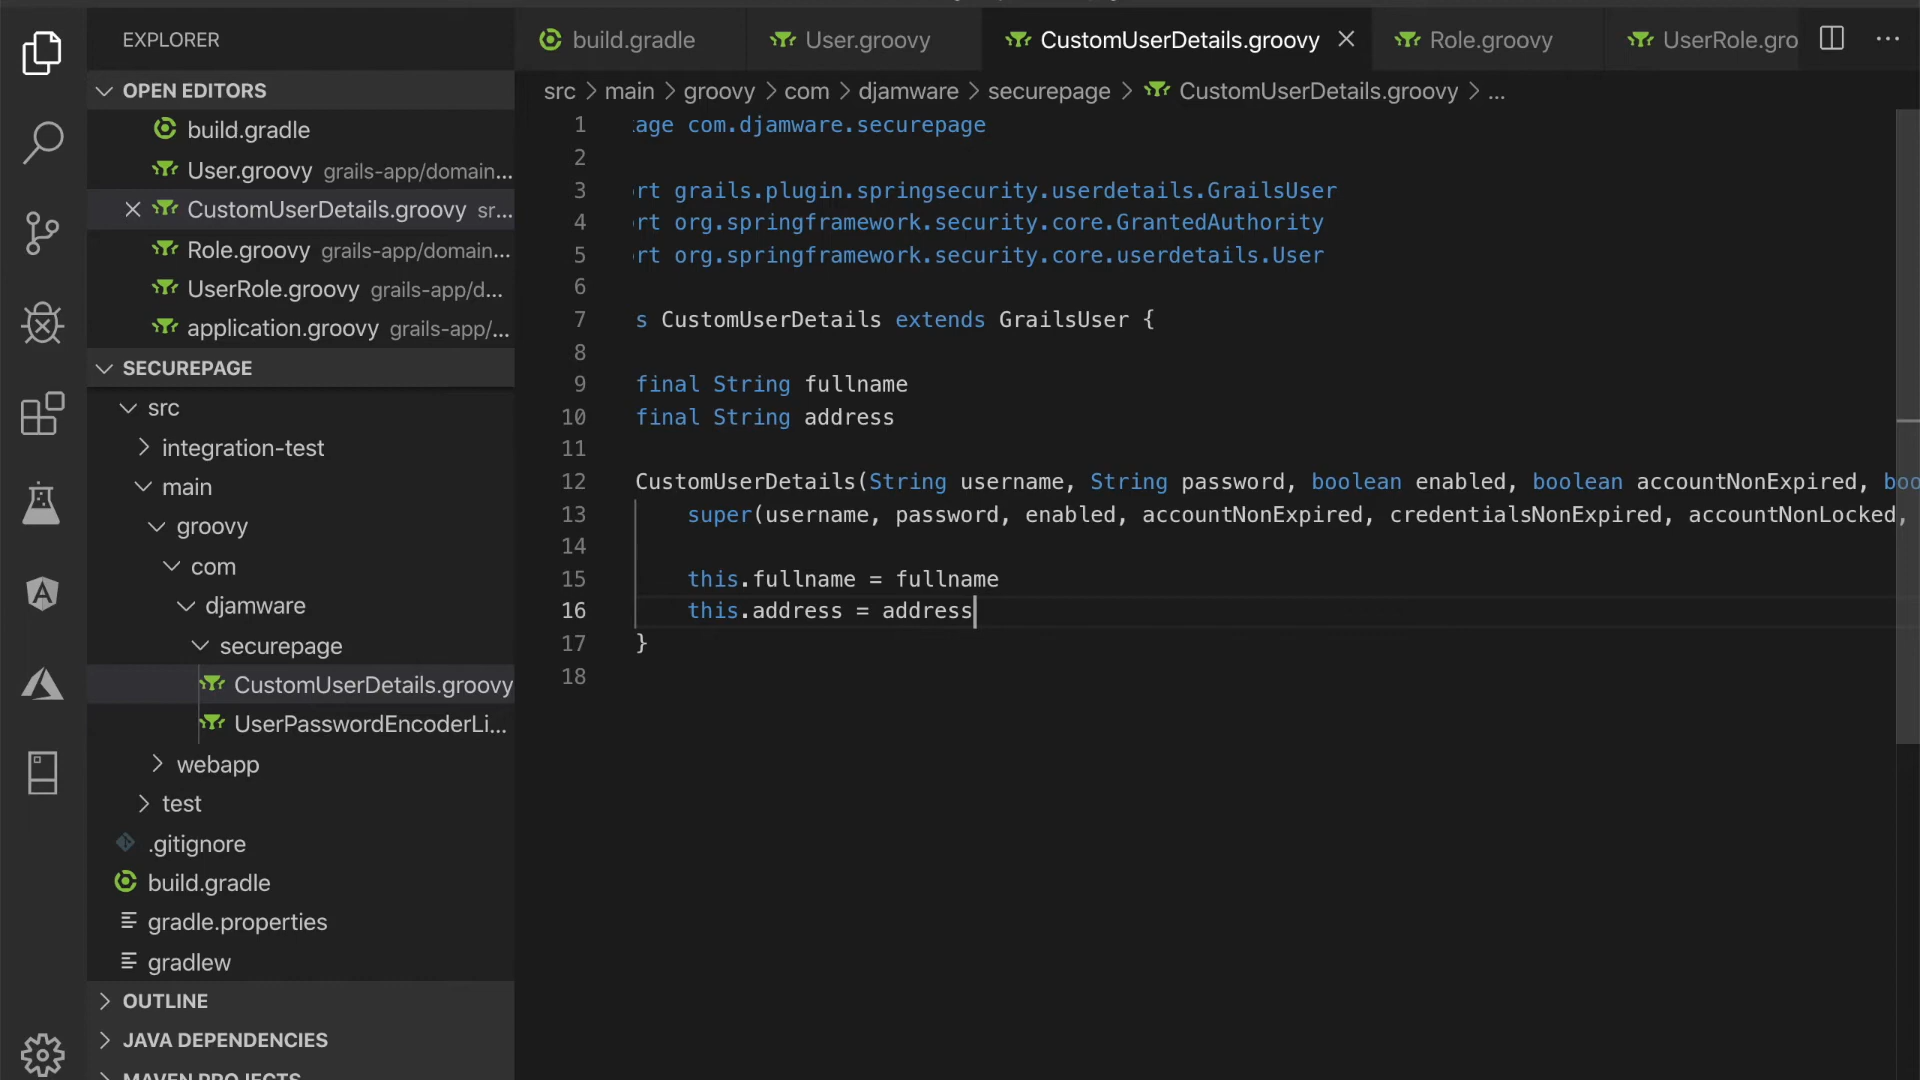 EXPLORER
OPEN EDITORS
build.gradle
User.groovy grails-app/domain...
CustomUserDetails.groovy sr...
Role.groovy grails-app/domain...
UserRole.groovy grails-app/d...
application.groovy grails-app/...
SECUREPAGE
src
integration-test
main
groovy
com
djamware
securepage
CustomUserDetails.groovy
UserPasswordEncoderLi...
webapp
test
.gitignore
build.gradle
gradle.properties
gradlew
OUTLINE
JAVA DEPENDENCIES
MAVEN PROJECTS
build.gradle User.groovy CustomUserDetails.groovy Role.groovy UserRole.gro
src > main > groovy > com > djamware > securepage > CustomUserDetails.groovy > ...
1 age com.djamware.securepage
2
3 rt grails.plugin.springsecurity.userdetails.GrailsUser
4 rt org.springframework.security.core.GrantedAuthority
5 rt org.springframework.security.core.userdetails.User
6
7 s CustomUserDetails extends GrailsUser {
8
9 final String fullname
10 final String address
11
12 CustomUserDetails(String username, String password, boolean enabled, boolean accountNonExpired, boo
13 super(username, password, enabled, accountNonExpired, credentialsNonExpired, accountNonLocked,
14
15 this.fullname = fullname
16 this.address = address
17 }
18